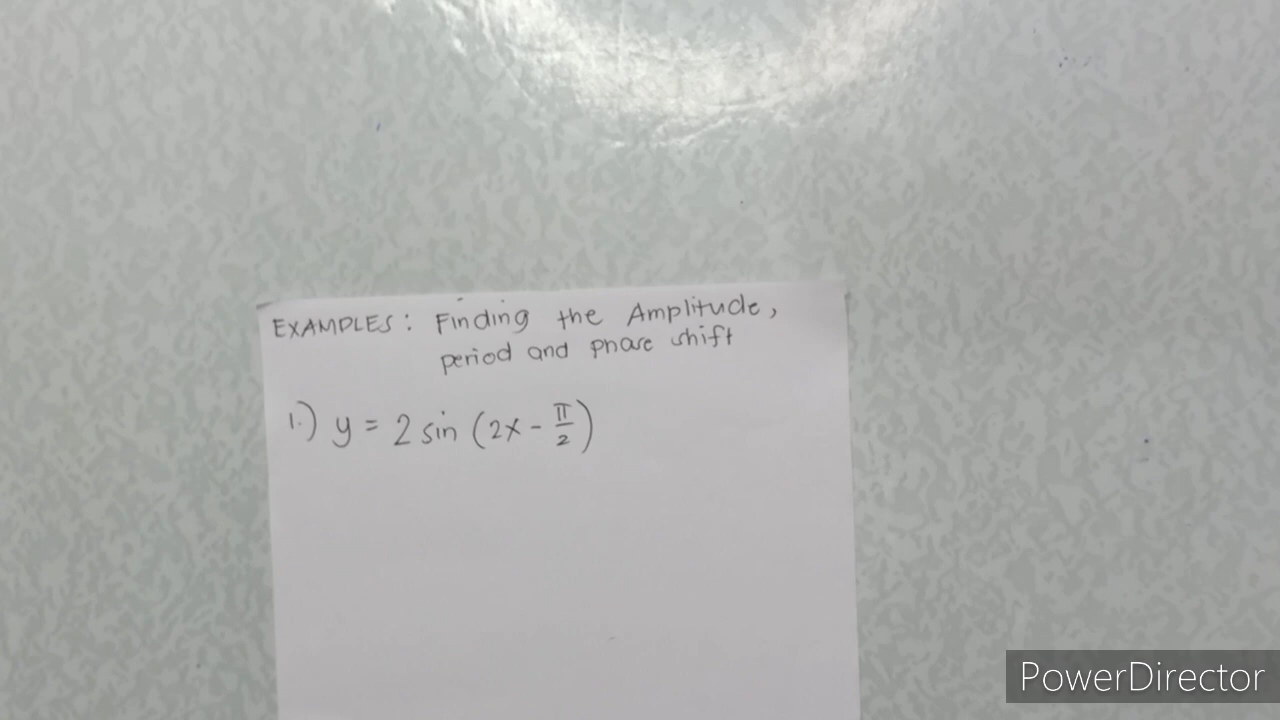 EXAMPLES: Finding the Amplitude,
period and phase shift
1.) y = 2 sin (2x - π/2)
PowerDirector